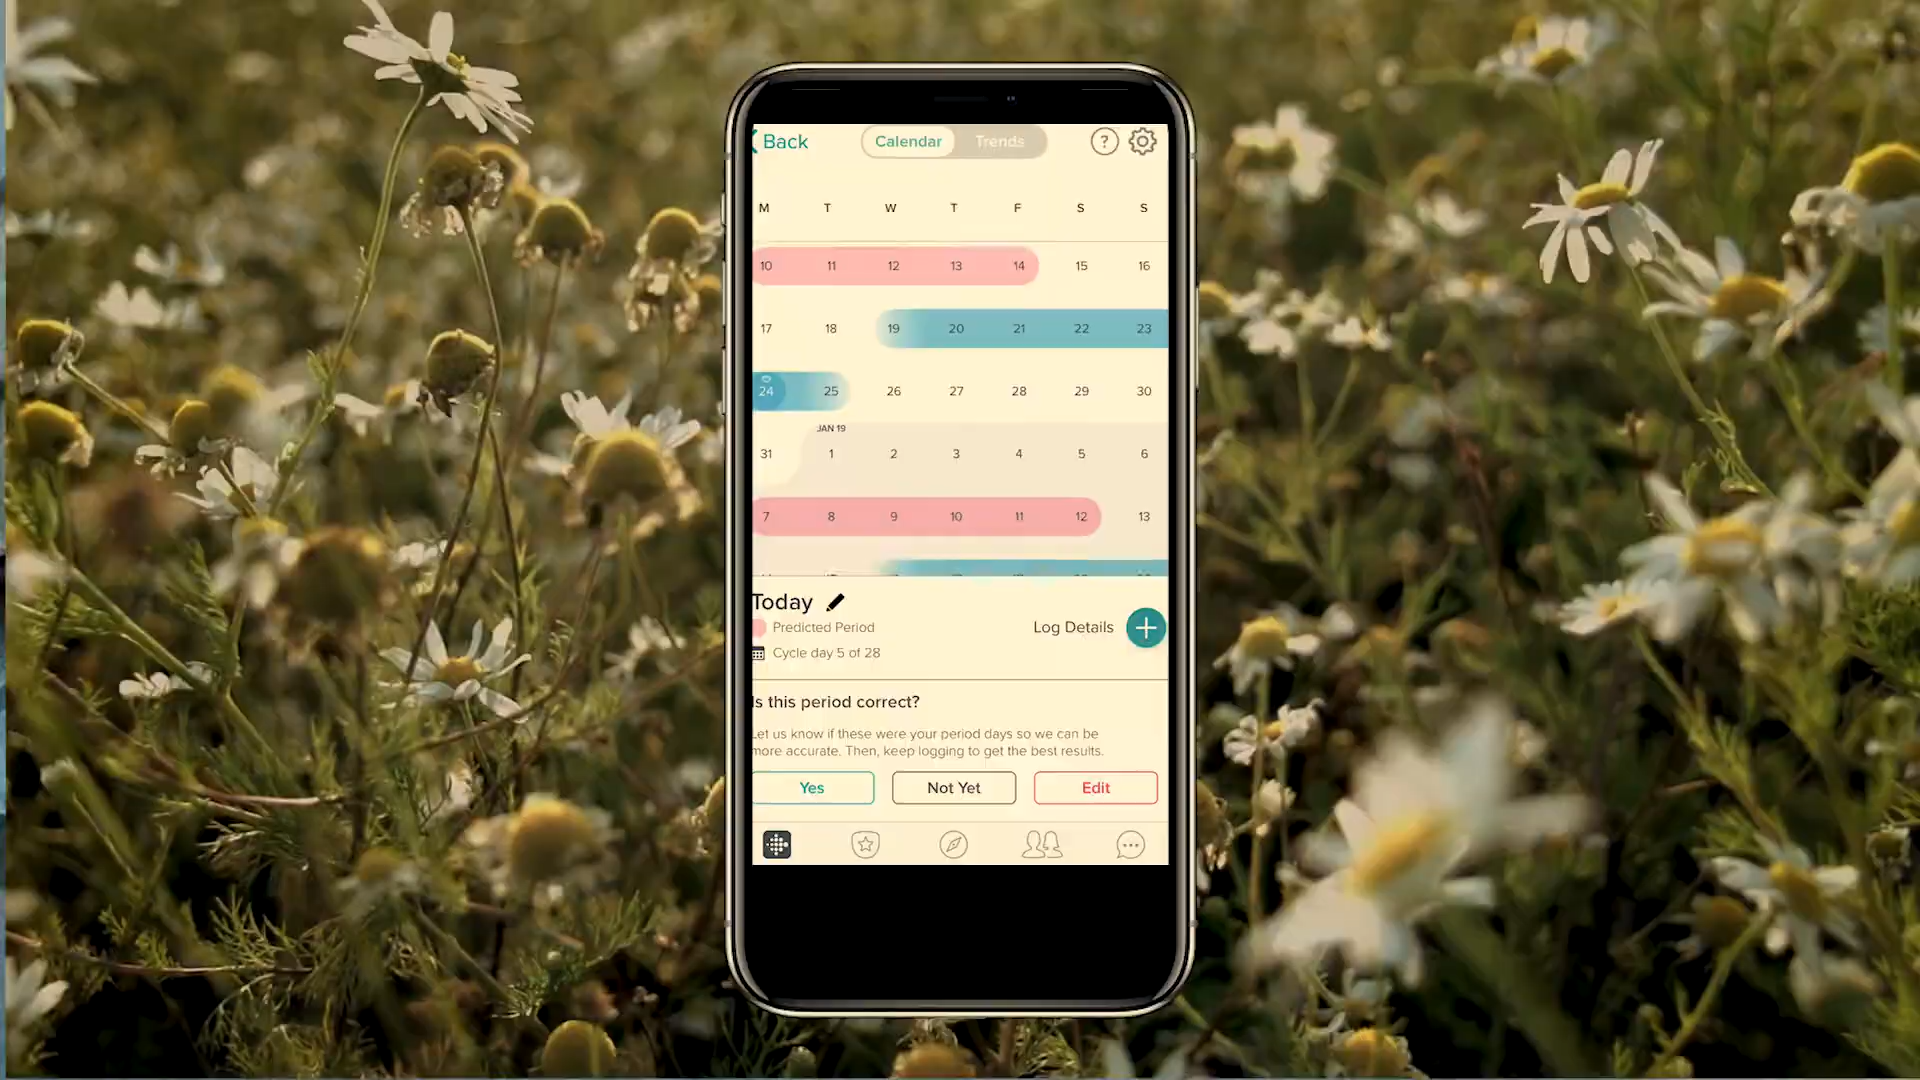 Back
Calendar Trends
?
M T W T F S S
10 11 12 13 14 15 16
17 18 19 20 21 22 23
24 25 26 27 28 29 30
JAN 19
31 1 2 3 4 5 6
7 8 9 10 11 12 13
Today
Predicted Period
Log Details
Cycle day 5 of 28
Is this period correct?
Let us know if these were your period days so we can be
more accurate. Then, keep logging to get the best results.
Yes Not Yet Edit